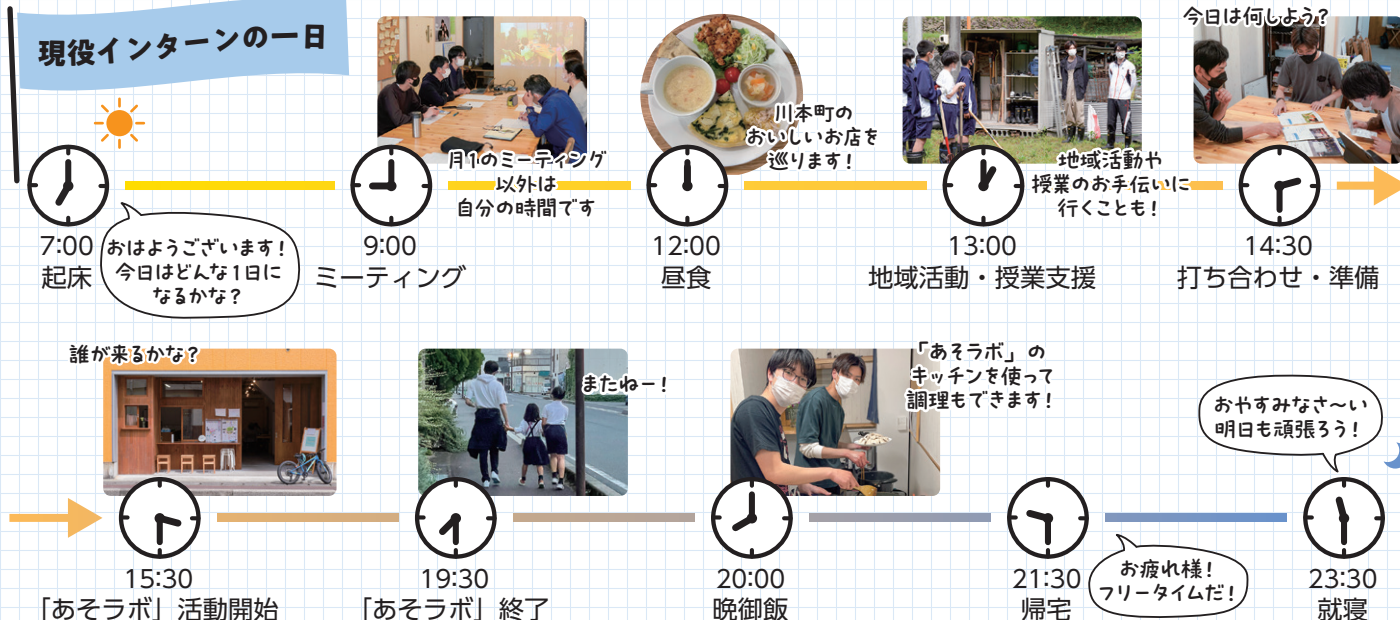 現役インターンの一日
7:00
起床
おはようございます!
今日はどんな1日に
なるかな?
9:00
ミーティング
月1のミーティング
以外は
自分の時間です
12:00
昼食
川本町の
おいしいお店を
巡ります!
13:00
地域活動・授業支援
地域活動や
授業のお手伝いに
行くことも!
今日は何しよう?
14:30
打ち合わせ・準備
誰が来るかな?
15:30
「あそラボ」活動開始
またねー!
19:30
「あそラボ」終了
「あそラボ」の
キッチンを使って
調理もできます!
20:00
晩御飯
21:30
帰宅
お疲れ様!
フリータイムだ!
おやすみなさ〜い
明日も頑張ろう!
23:30
就寝